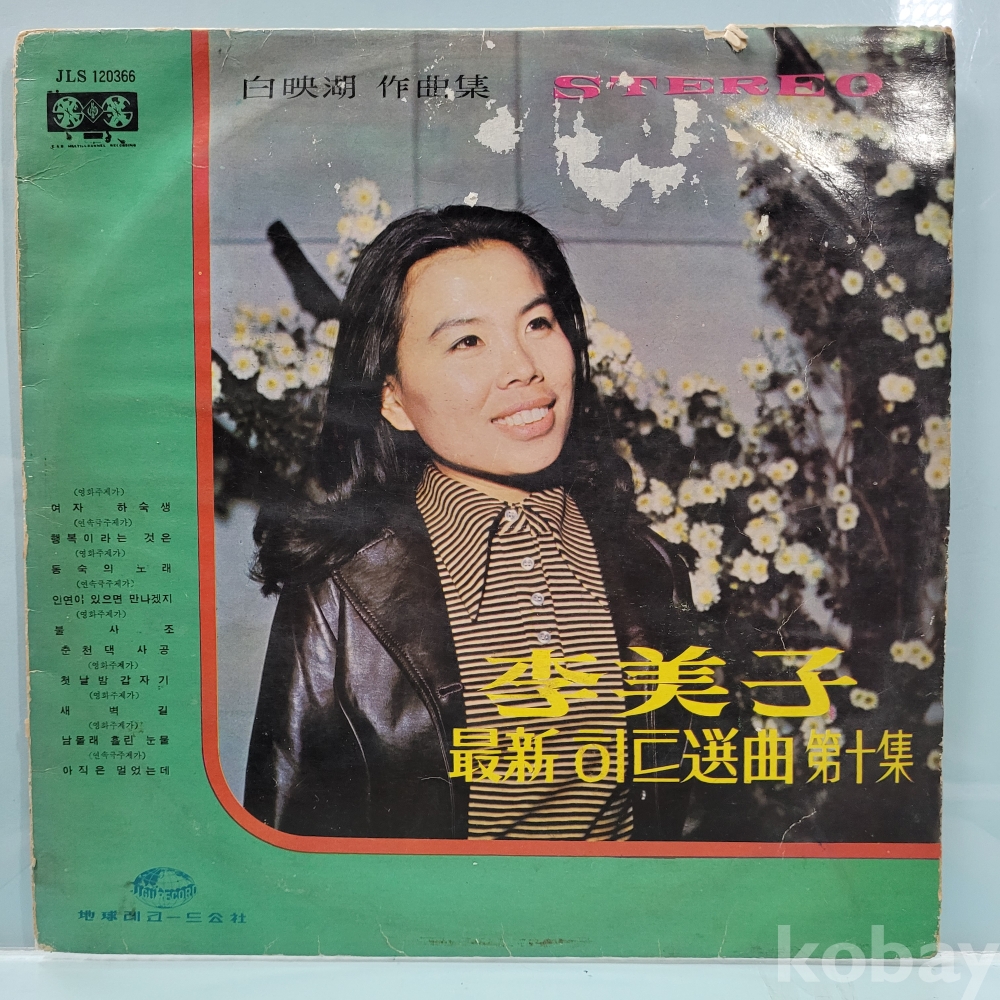 JLS 120366
白映湖 作曲集
STEREO
(영화주제가)
여자 하숙생
(연속극주제가)
행복이라는 것은
(영화주제가)
동숙의 노래
(연속극주제가)
인연이 있으면 만나겠지
(영화주제가)
불사조
춘천댁 사공
(영화주제가)
첫날밤 갑자기
(영화주제가)
새벽길
(영화주제가)
남몰래 흘린 눈물
(연속극주제가)
아직은 멀었는데
李美子
最新 히트選曲 第十集
JIGU RECORD
地球레코ー드公社
kobay